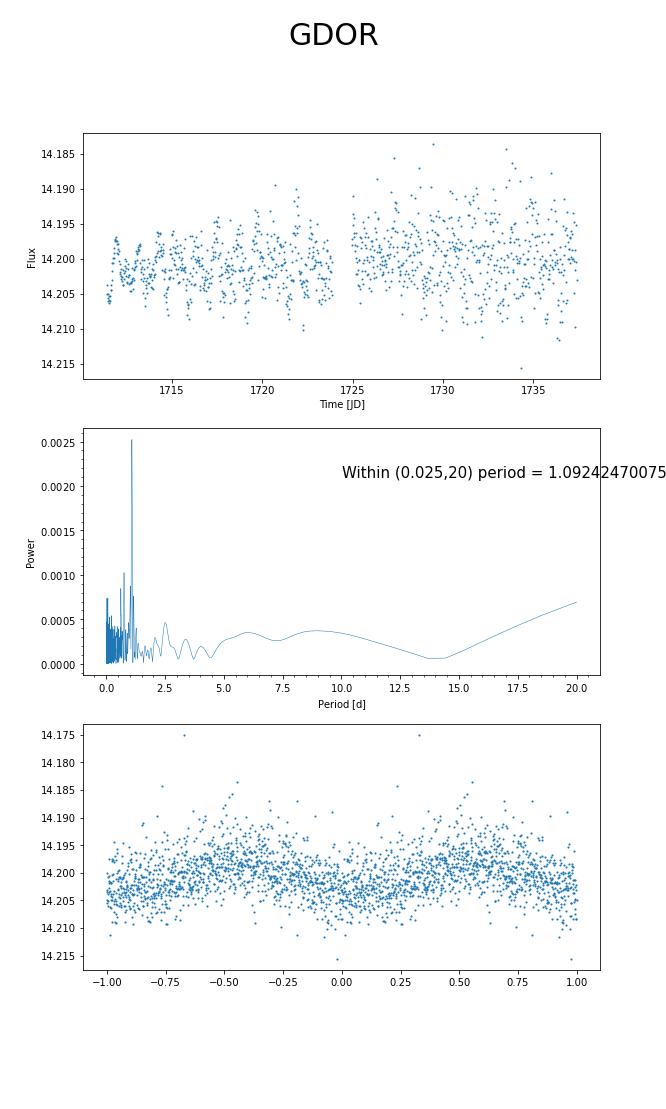 GDOR
14.185
14.190
14.195
14.200
14.205
14.210
14.215
Flux
1715 1720 1725 1730 1735
Time [JD]
0.0025
0.0020
0.0015
0.0010
0.0005
0.0000
Power
Within (0.025,20) period = 1.09242470075
0.0 2.5 5.0 7.5 10.0 12.5 15.0 17.5 20.0
Period [d]
14.175
14.180
14.185
14.190
14.195
14.200
14.205
14.210
14.215
−1.00 −0.75 −0.50 −0.25 0.00 0.25 0.50 0.75 1.00